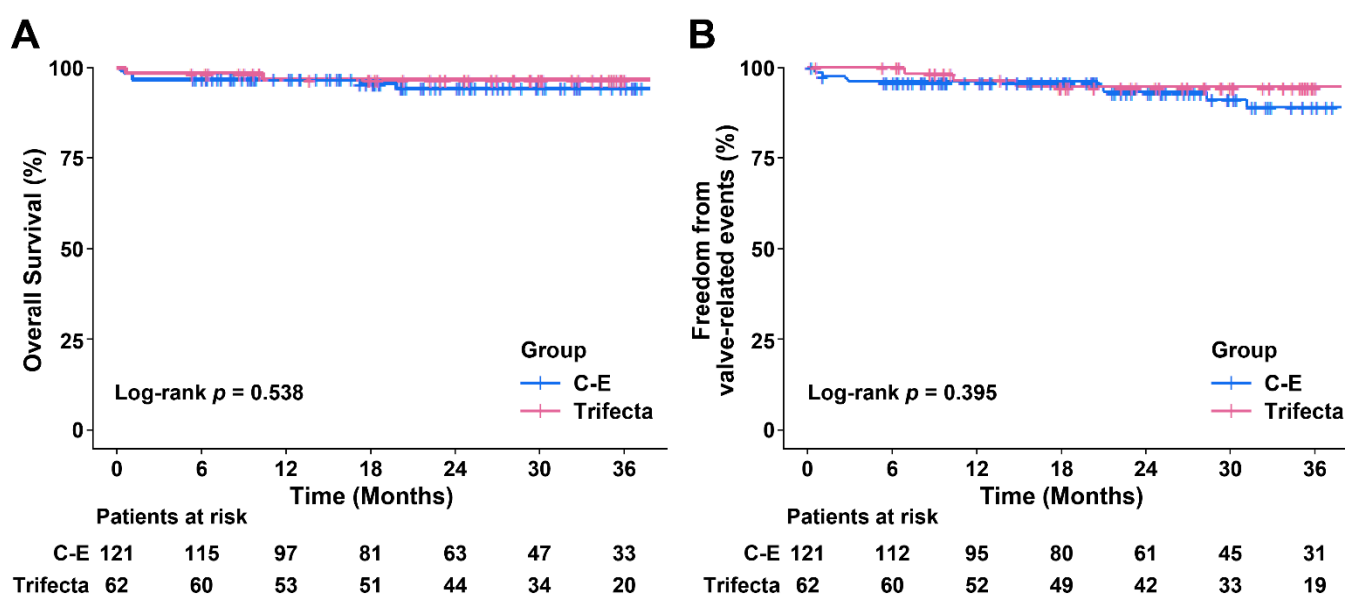 A
Overall Survival (%)
100
75
50
25
0
Log-rank p = 0.538
Group
C-E
Trifecta
0 6 12 18 24 30 36
Time (Months)
Patients at risk
C-E 121 115 97 81 63 47 33
Trifecta 62 60 53 51 44 34 20
B
Freedom from
valve-related events (%)
100
75
50
25
0
Log-rank p = 0.395
Group
C-E
Trifecta
0 6 12 18 24 30 36
Time (Months)
Patients at risk
C-E 121 112 95 80 61 45 31
Trifecta 62 60 52 49 42 33 19